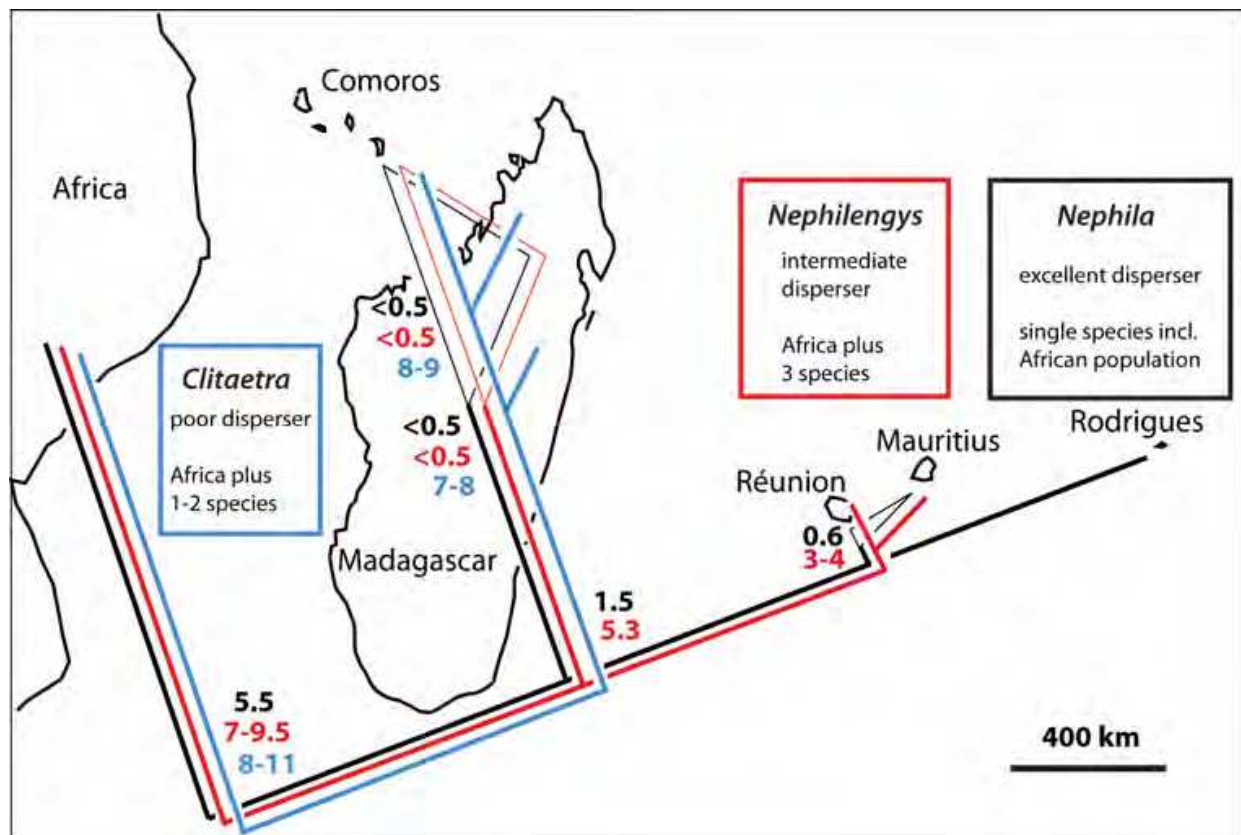 Comoros
Africa
Nephilengys
intermediate
disperser
Africa plus
3 species
Nephila
excellent disperser
single species incl.
African population
<0.5
<0.5
8-9
Clitaetra
poor disperser
Africa plus
1-2 species
<0.5
<0.5
7-8
Rodrigues
Mauritius
Réunion
0.6
3-4
Madagascar
1.5
5.3
5.5
7-9.5
8-11
400 km